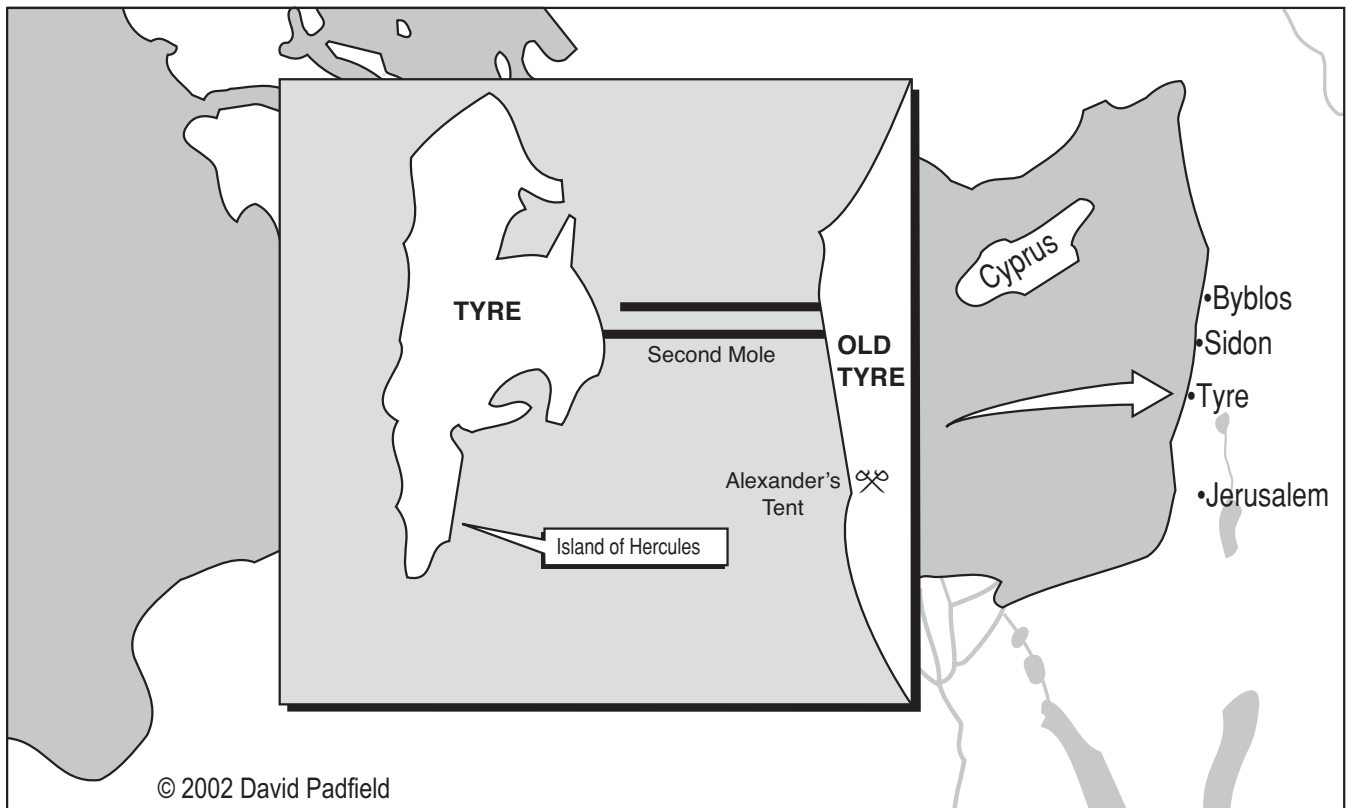 TYRE
Second Mole
OLD
TYRE
Alexander's
Tent
Island of Hercules
Cyprus
•Byblos
•Sidon
•Tyre
•Jerusalem
© 2002 David Padfield